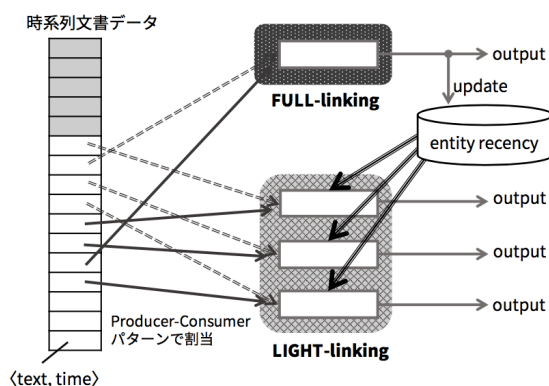 時系列文書データ
output
FULL-linking
update
entity recency
output
output
output
Producer-Consumer
パターンで割当
LIGHT-linking
〈text, time〉